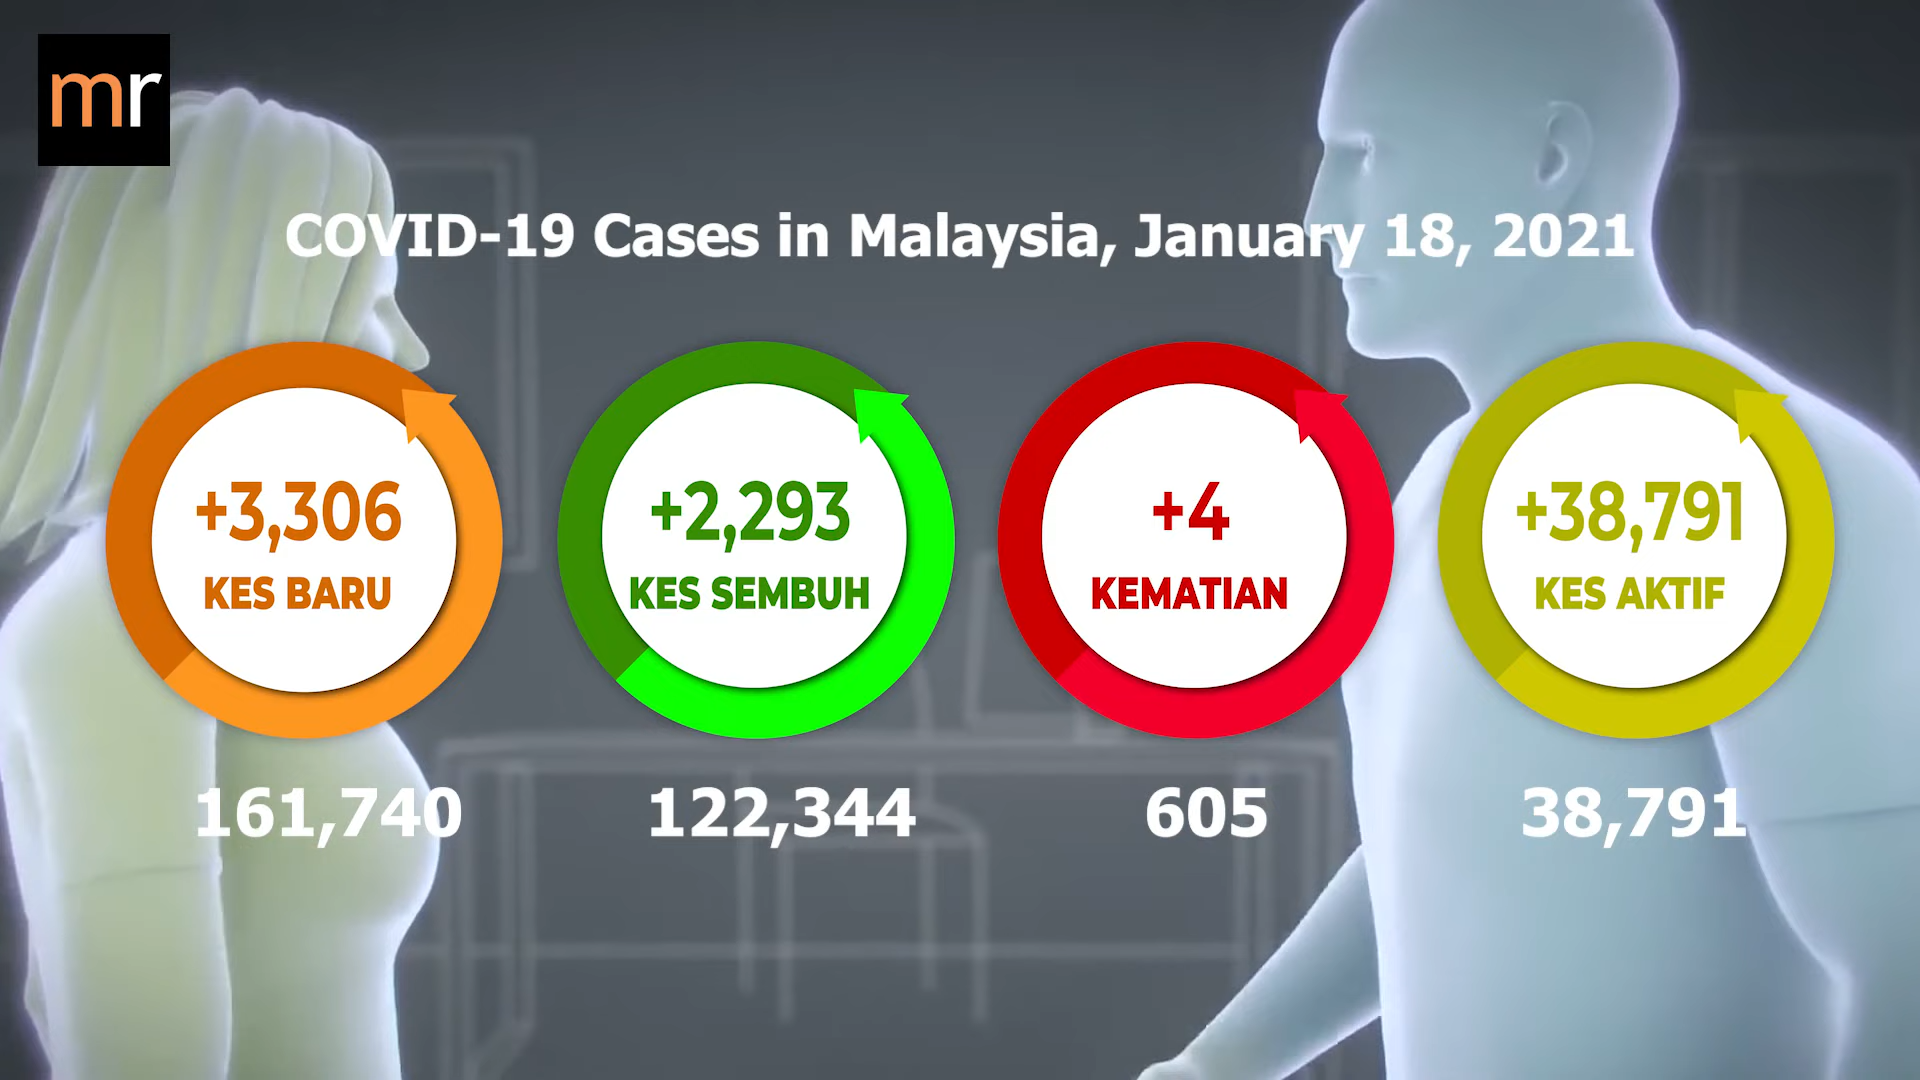 mr
COVID-19 Cases in Malaysia, January 18, 2021
+3,306
KES BARU
161,740
+2,293
KES SEMBUH
122,344
+4
KEMATIAN
605
+38,791
KES AKTIF
38,791